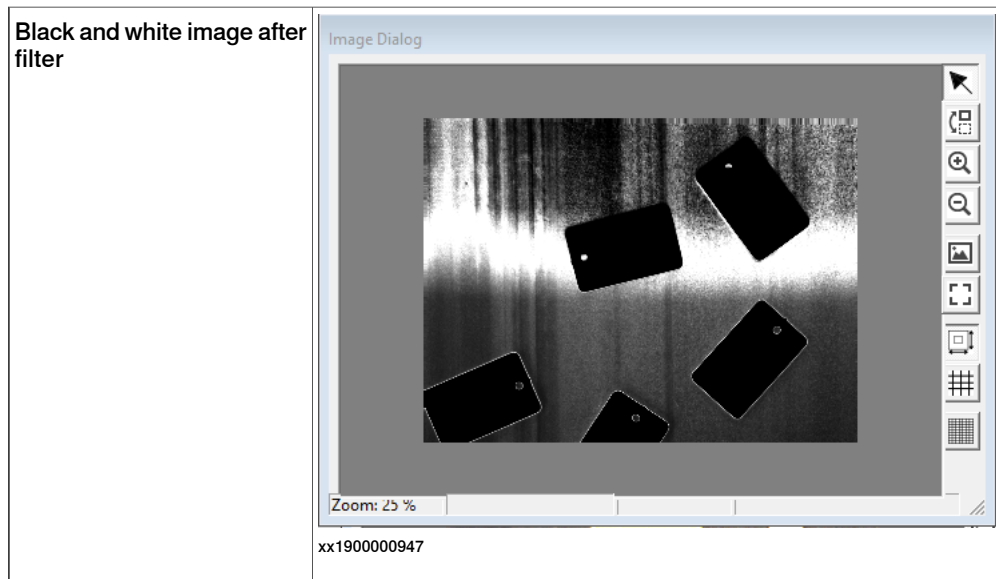 Black and white image after
filter
Image Dialog
Zoom: 25 %
xx1900000947